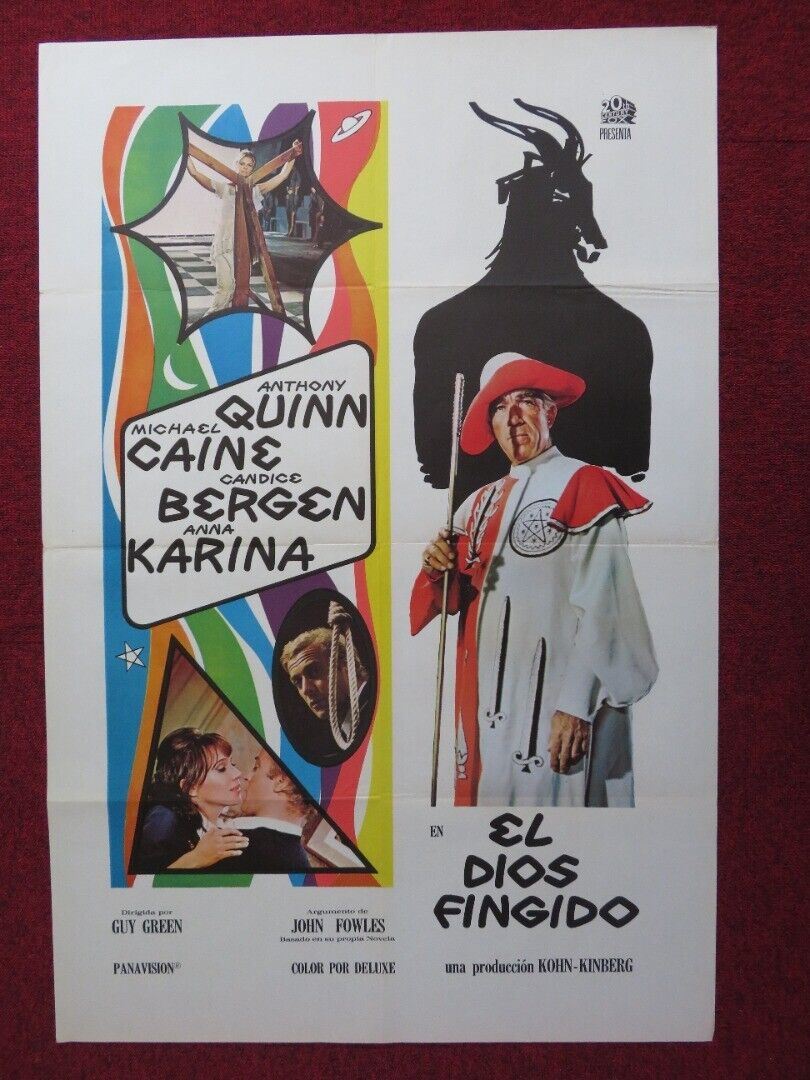 20th
CENTURY
FOX
PRESENTA
ANTHONY
QUINN
MICHAEL
CAINE
CANDICE
BERGEN
ANNA
KARINA
EN
EL
DIOS
FINGIDO
Dirigida por
GUY GREEN
Argumento de
JOHN FOWLES
Basado en su propia Novela
PANAVISION®
COLOR POR DELUXE
una producción KOHN-KINBERG